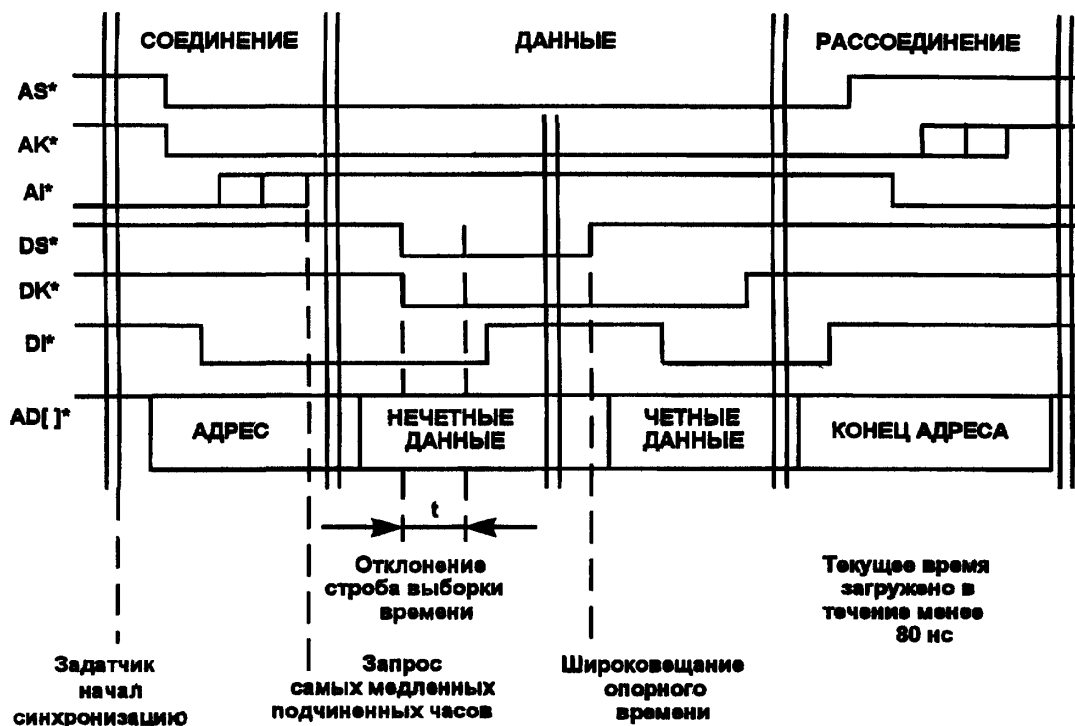 СОЕДИНЕНИЕ
ДАННЫЕ
РАССОЕДИНЕНИЕ
AS*
AK*
AI*
DS*
DK*
DI*
AD[ ]*
АДРЕС
НЕЧЕТНЫЕ
ДАННЫЕ
ЧЕТНЫЕ
ДАННЫЕ
КОНЕЦ АДРЕСА
t
Отклонение
строба выборки
времени
Текущее время
загружено в
течение менее
80 нс
Задатчик
начал
синхронизацию
Запрос
самых медленных
подчиненных часов
Широковещание
опорного
времени